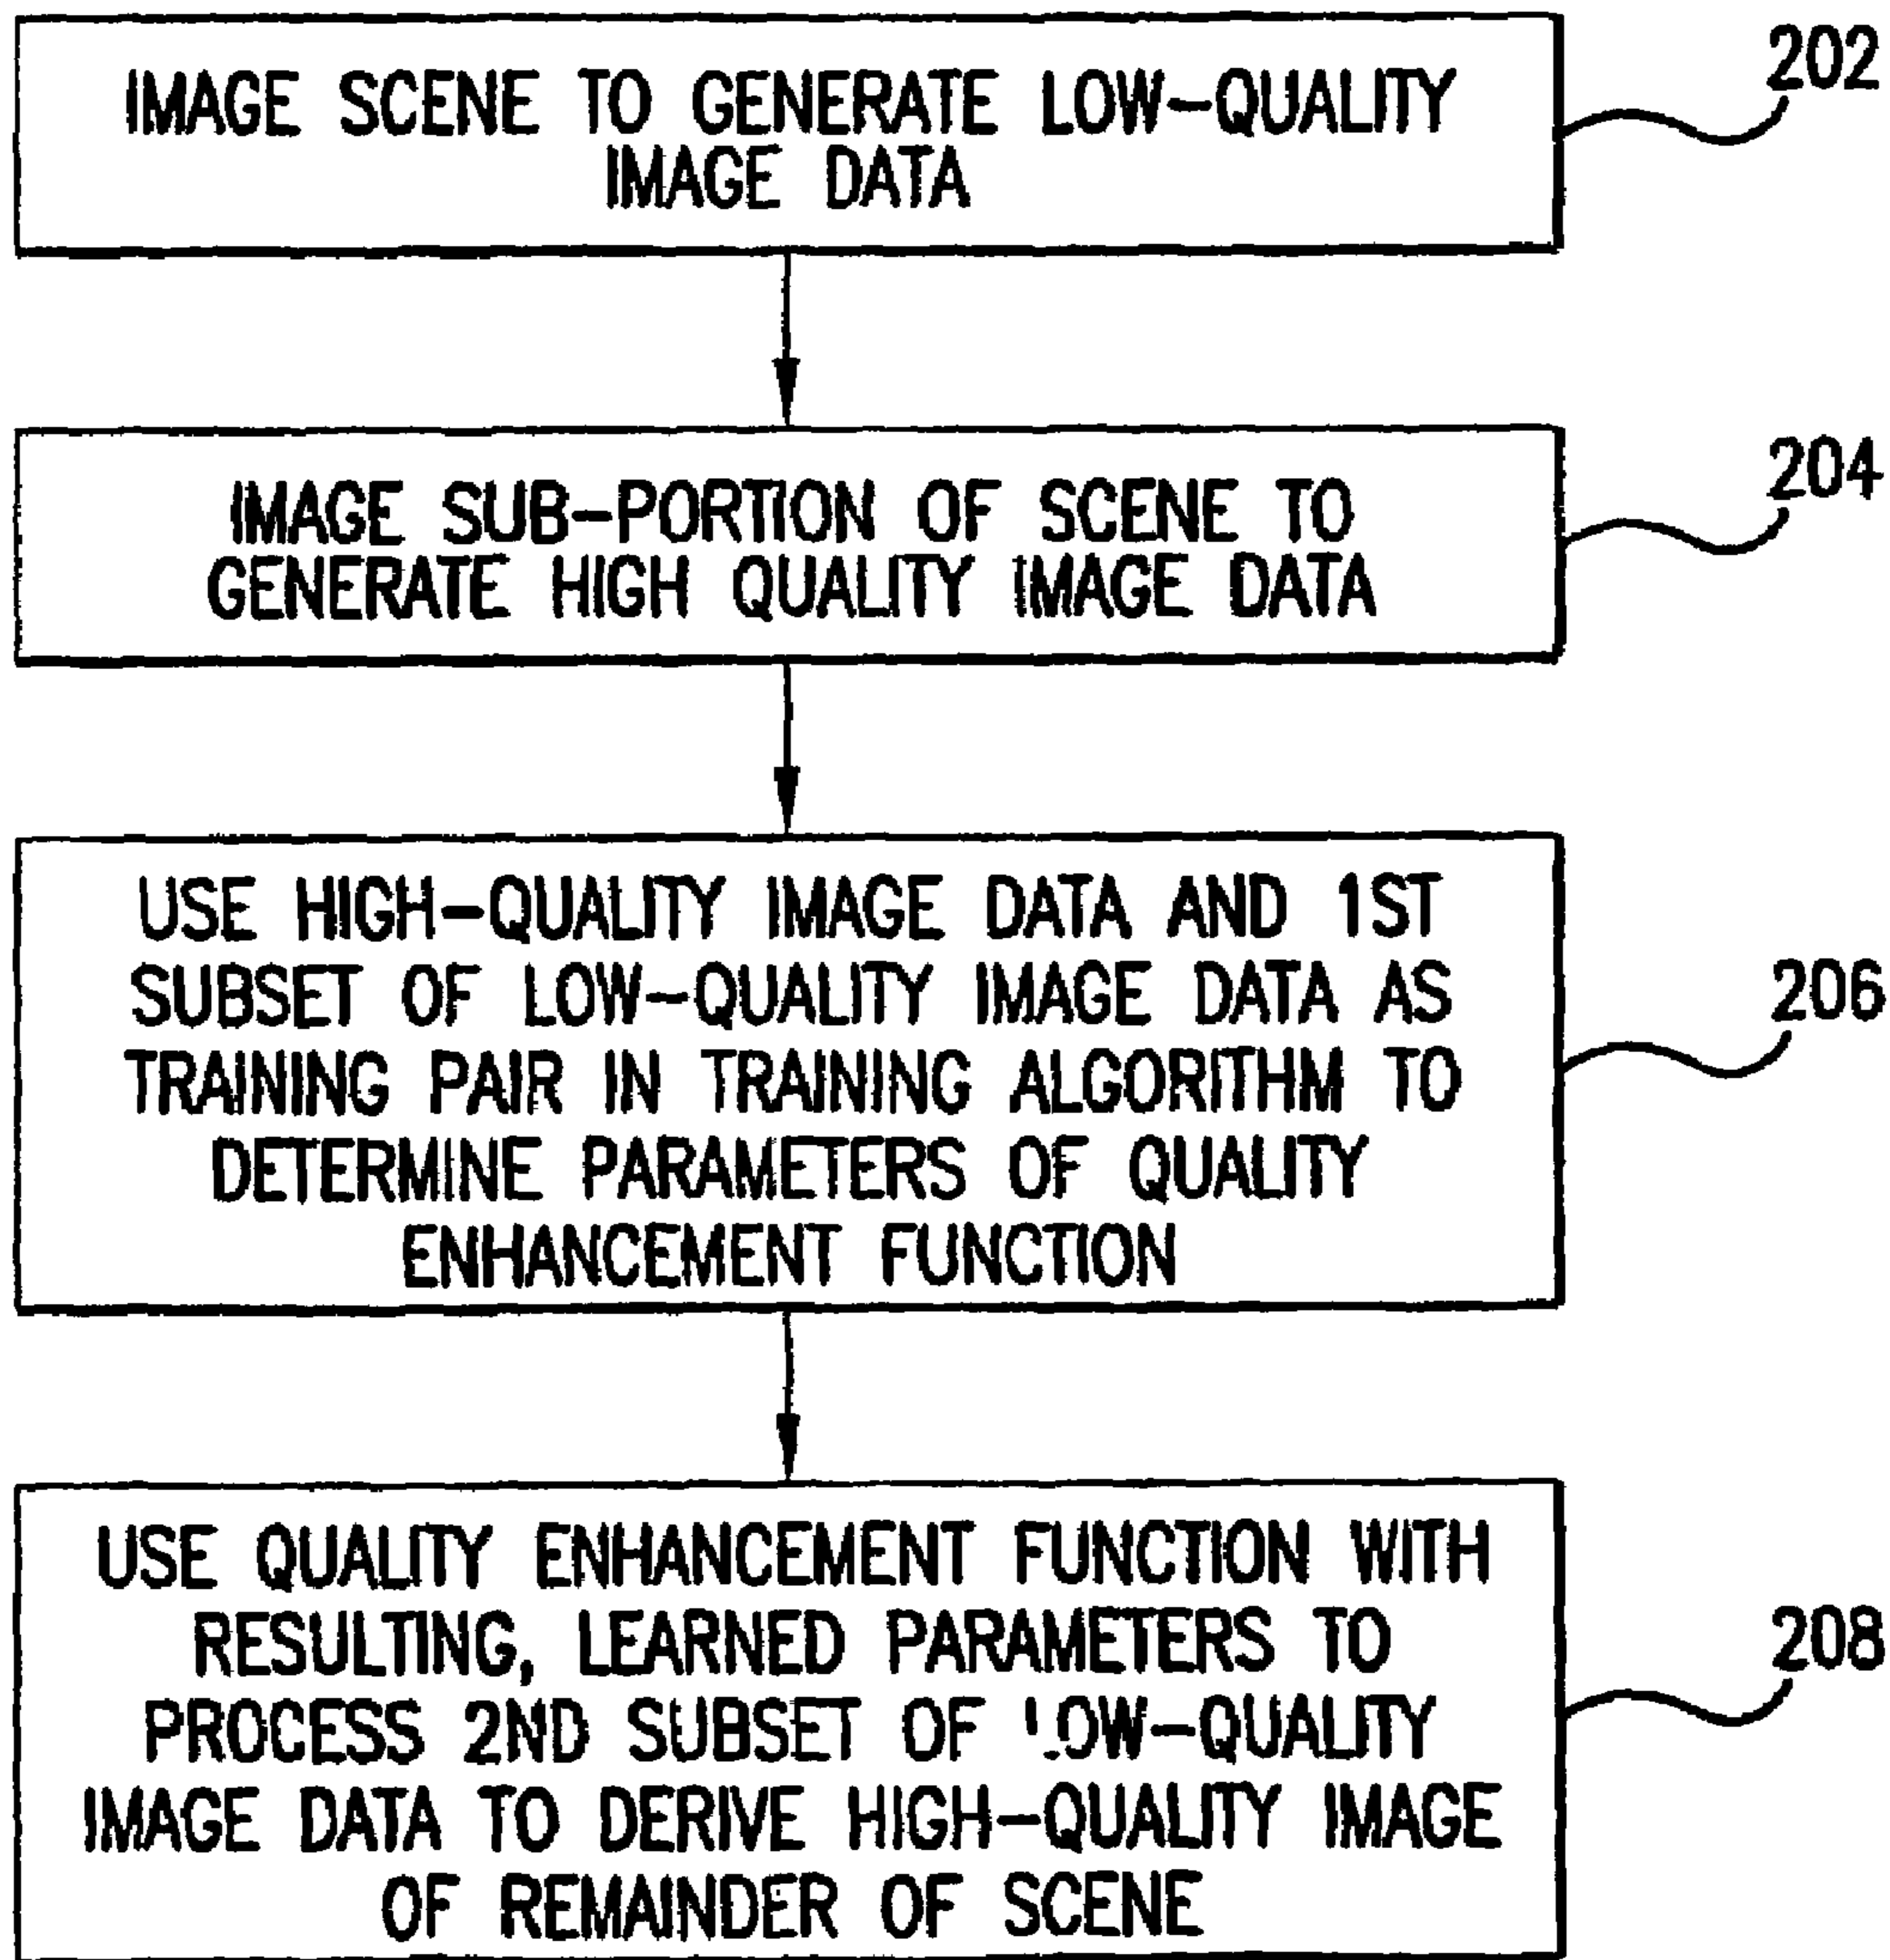 IMAGE SCENE TO GENERATE LOW-QUALITY
IMAGE DATA
202
IMAGE SUB-PORTION OF SCENE TO
GENERATE HIGH QUALITY IMAGE DATA
204
USE HIGH-QUALITY IMAGE DATA AND 1ST
SUBSET OF LOW-QUALITY IMAGE DATA AS
TRAINING PAIR IN TRAINING ALGORITHM TO
DETERMINE PARAMETERS OF QUALITY
ENHANCEMENT FUNCTION
206
USE QUALITY ENHANCEMENT FUNCTION WITH
RESULTING, LEARNED PARAMETERS TO
PROCESS 2ND SUBSET OF LOW-QUALITY
IMAGE DATA TO DERIVE HIGH-QUALITY IMAGE
OF REMAINDER OF SCENE
208